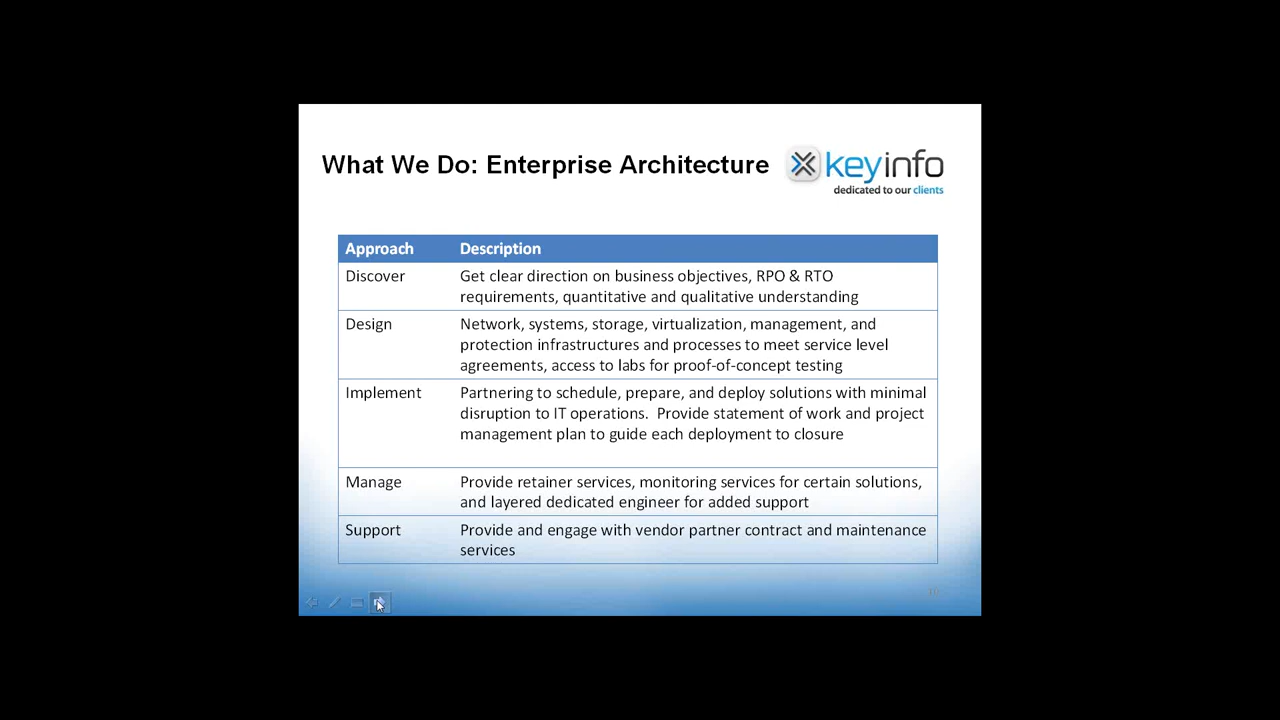 What We Do: Enterprise Architecture
keyinfo
dedicated to our clients
Approach Description
Discover Get clear direction on business objectives, RPO & RTO
requirements, quantitative and qualitative understanding
Design Network, systems, storage, virtualization, management, and
protection infrastructures and processes to meet service level
agreements, access to labs for proof-of-concept testing
Implement Partnering to schedule, prepare, and deploy solutions with minimal
disruption to IT operations.  Provide statement of work and project
management plan to guide each deployment to closure
Manage Provide retainer services, monitoring services for certain solutions,
and layered dedicated engineer for added support
Support Provide and engage with vendor partner contract and maintenance
services